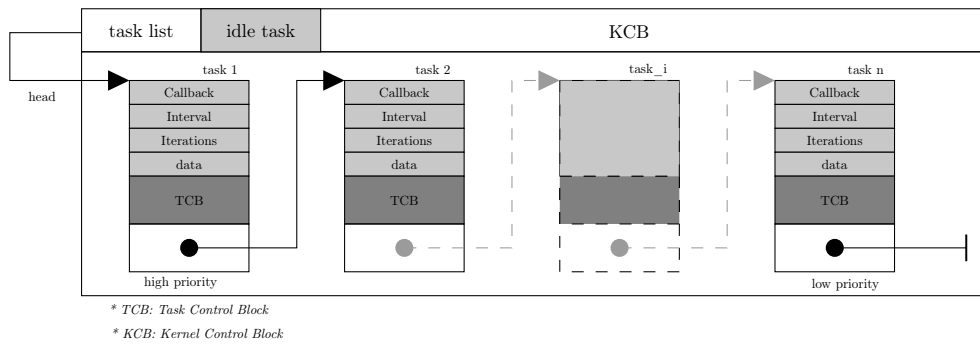 task list
idle task
KCB
task 1
task 2
task_i
task n
head
Callback
Interval
Iterations
data
TCB
high priority
Callback
Interval
Iterations
data
TCB
Callback
Interval
Iterations
data
TCB
low priority
* TCB: Task Control Block
* KCB: Kernel Control Block